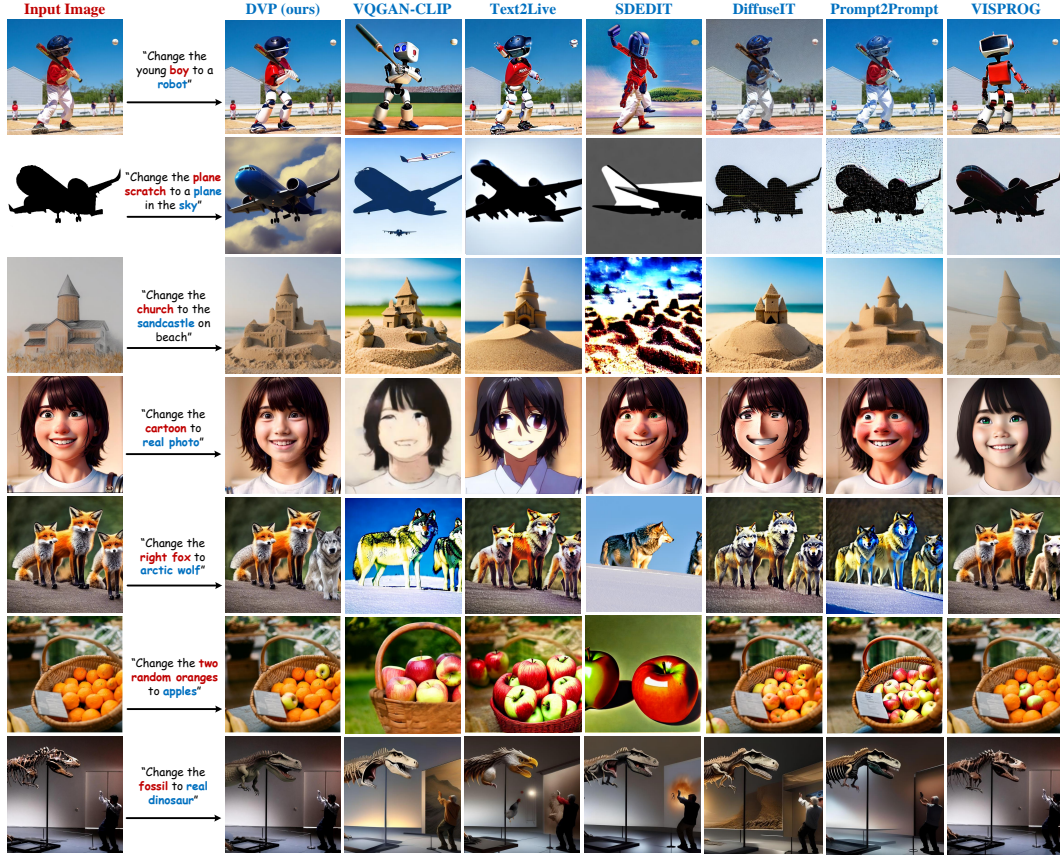 Input Image
DVP (ours)
VQGAN-CLIP
Text2Live
SDEDIT
DiffuseIT
Prompt2Prompt
VISPROG
“Change the
young boy to a
robot”
“Change the plane
scratch to a plane
in the sky”
“Change the
church to the
sandcastle on
beach”
“Change the
cartoon to
real photo”
“Change the
right fox to
arctic wolf”
“Change the two
random oranges
to apples”
“Change the
fossil to real
dinosaur”